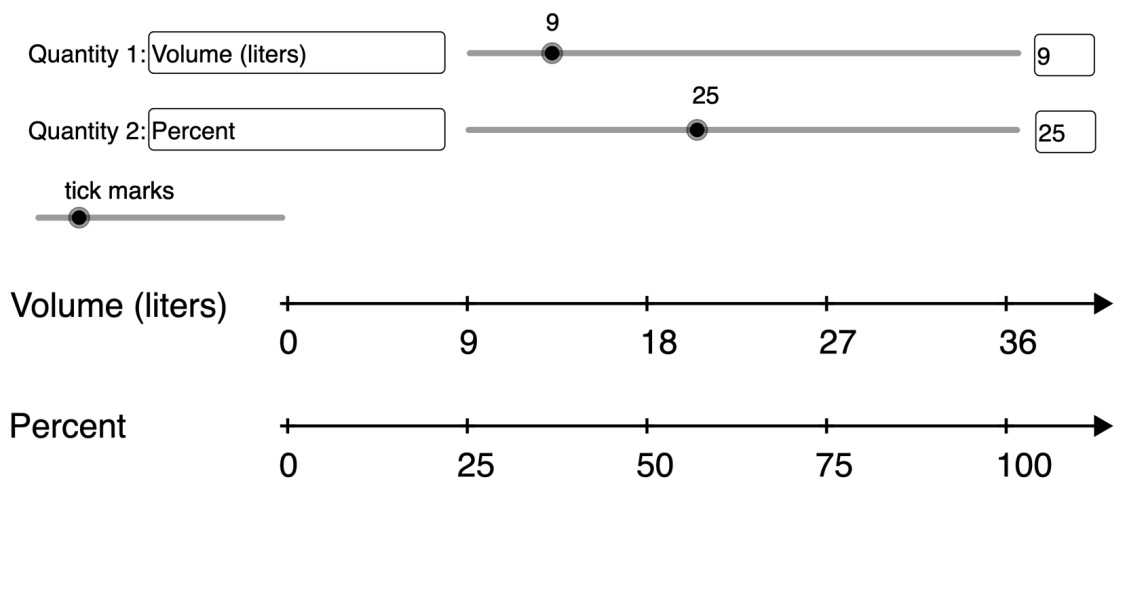 9
Quantity 1: Volume (liters) 9
25
Quantity 2: Percent 25
tick marks
Volume (liters)
0 9 18 27 36
Percent
0 25 50 75 100